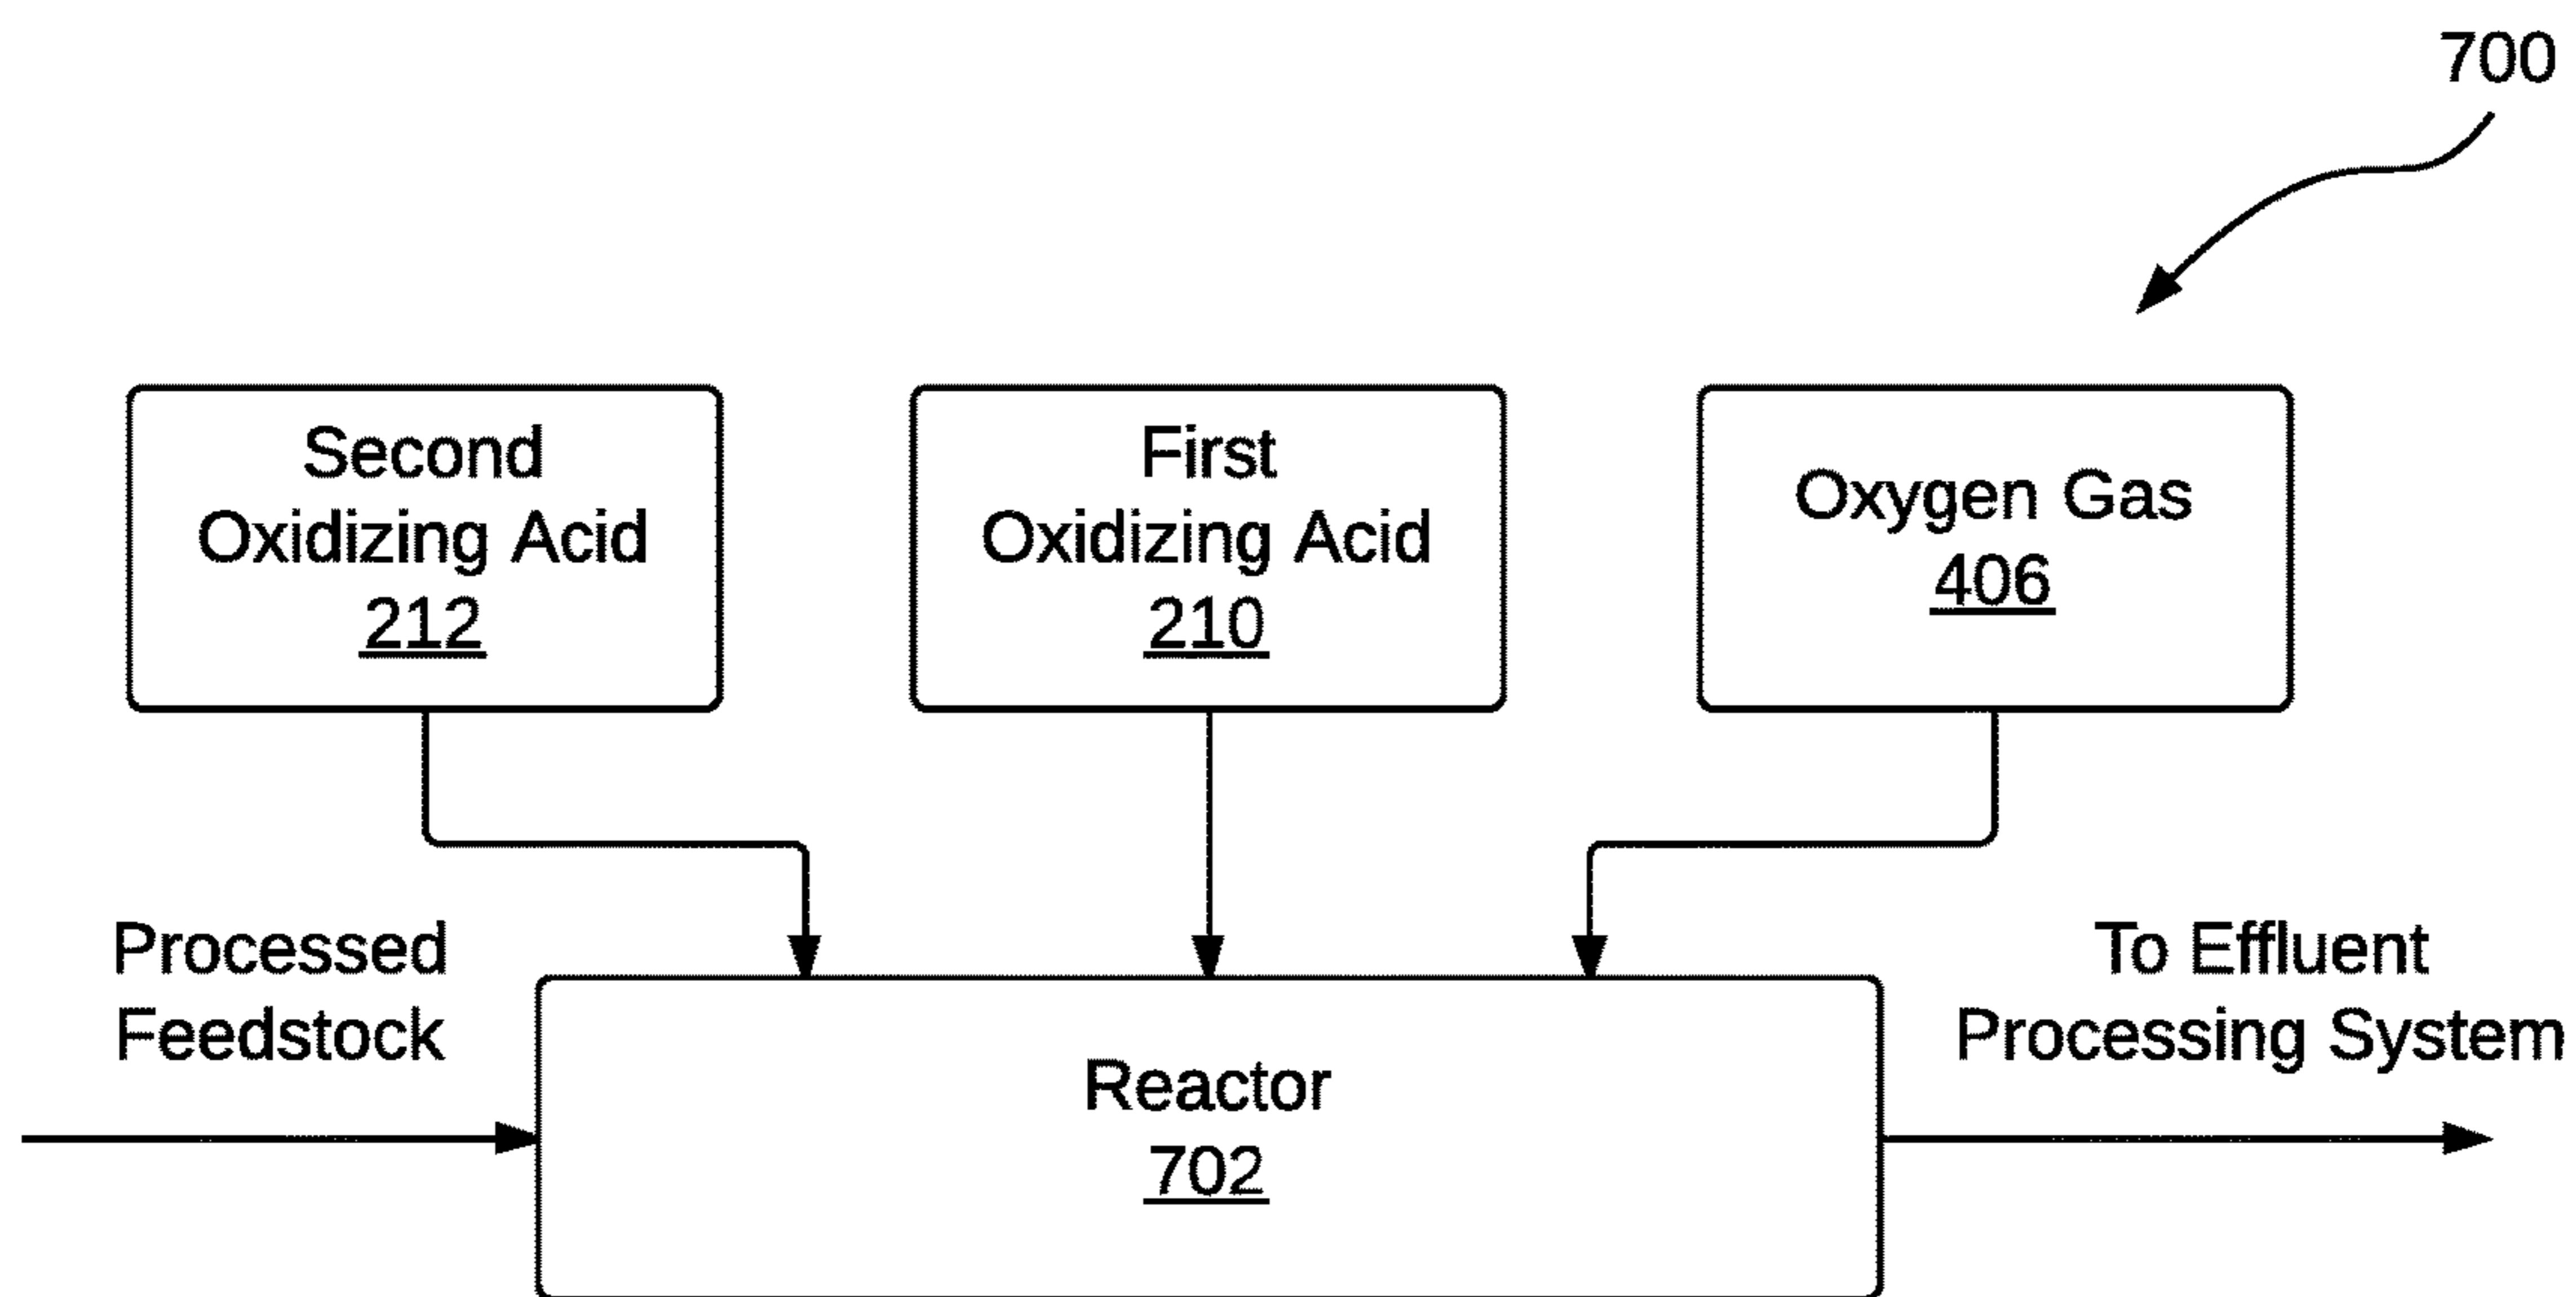 700
Second
Oxidizing Acid
212
First
Oxidizing Acid
210
Oxygen Gas
406
Processed
Feedstock
To Effluent
Processing System
Reactor
702